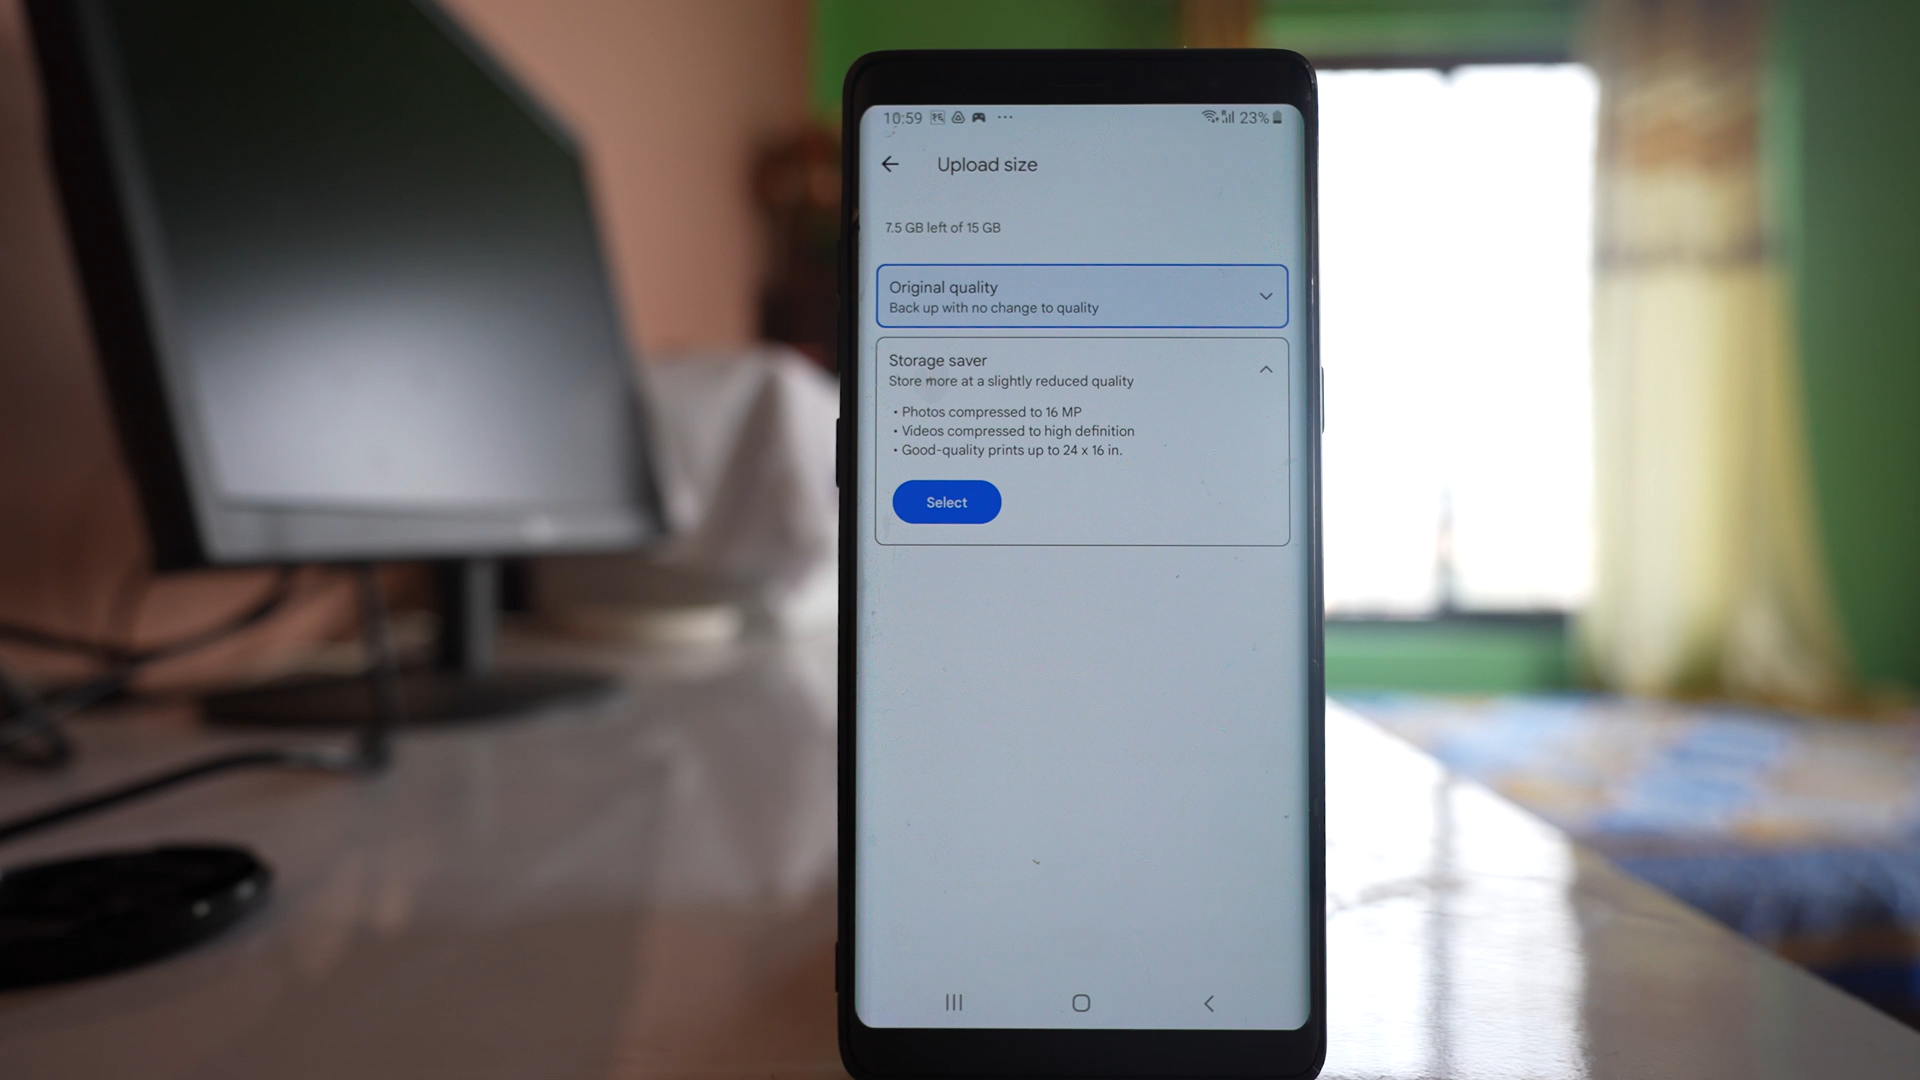 10:59 23%
Upload size
7.5 GB left of 15 GB
Original quality
Back up with no change to quality
Storage saver
Store more at a slightly reduced quality
• Photos compressed to 16 MP
• Videos compressed to high definition
• Good-quality prints up to 24 x 16 in.
Select